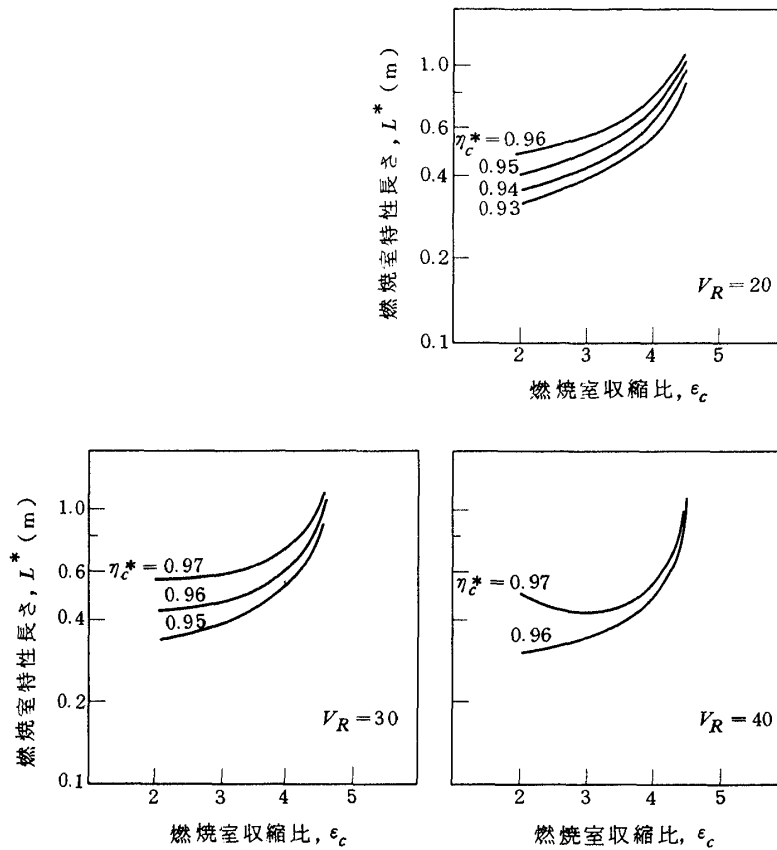 燃焼室特性長さ, L* (m)
1.0
0.6
0.4
0.2
0.1
η_c* = 0.96
0.95
0.94
0.93
V_R = 20
2 3 4 5
燃焼室収縮比, ε_c
燃焼室特性長さ, L* (m)
1.0
0.6
0.4
0.2
0.1
η_c* = 0.97
0.96
0.95
V_R = 30
2 3 4 5
燃焼室収縮比, ε_c
η_c* = 0.97
0.96
V_R = 40
2 3 4 5
燃焼室収縮比, ε_c